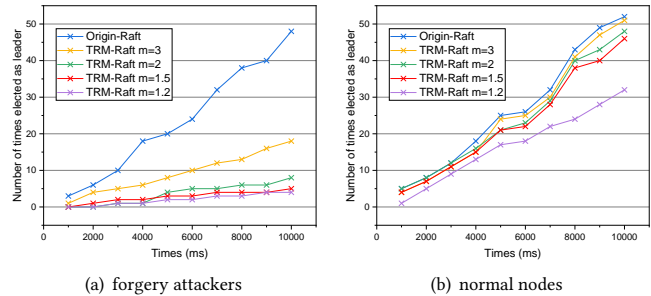 Number of times elected as leader
60
50
40
30
20
10
0
Origin-Raft
TRM-Raft m=3
TRM-Raft m=2
TRM-Raft m=1.5
TRM-Raft m=1.2
0 2000 4000 6000 8000 10000
Times (ms)
(a) forgery attackers
Number of times elected as leader
50
40
30
20
10
0
Origin-Raft
TRM-Raft m=3
TRM-Raft m=2
TRM-Raft m=1.5
TRM-Raft m=1.2
0 2000 4000 6000 8000 10000
Times (ms)
(b) normal nodes